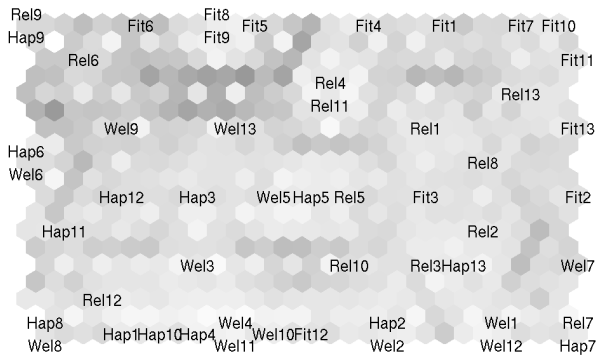 Rel9 Fit8
Fit6 Fit5 Fit4 Fit1 Fit7 Fit10
Hap9 Fit9
Rel6 Fit11
Rel4
Rel13
Rel11
Wel9 Wel13 Rel1 Fit13
Hap6
Rel8
Wel6
Hap12 Hap3 Wel5 Hap5 Rel5 Fit3 Fit2
Hap11 Rel2
Wel3 Rel10 Rel3 Hap13 Wel7
Rel12
Hap8 Wel4 Hap2 Wel1 Rel7
Hap1 Hap10 Hap4 Wel10 Fit12
Wel8 Wel11 Wel2 Wel12 Hap7